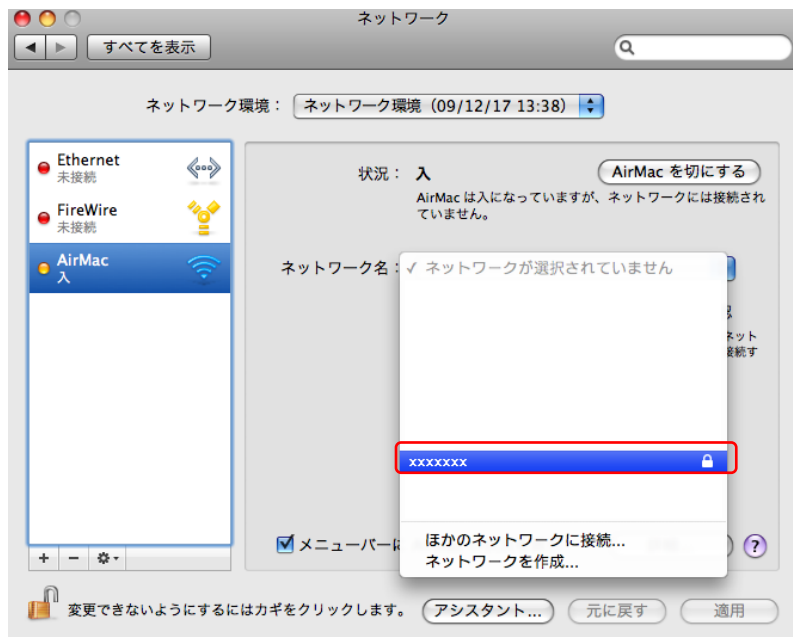 ネットワーク
すべてを表示
ネットワーク環境： ネットワーク環境（09/12/17 13:38）
Ethernet
未接続
FireWire
未接続
AirMac
入
状況： 入
AirMac を切にする
AirMac は入になっていますが、ネットワークには接続され
ていません。
ネットワーク名： ✓ ネットワークが選択されていません
ネット
接続す
xxxxxxx
ほかのネットワークに接続...
ネットワークを作成...
メニューバーに
?
+ −
変更できないようにするにはカギをクリックします。
アシスタント... 元に戻す 適用